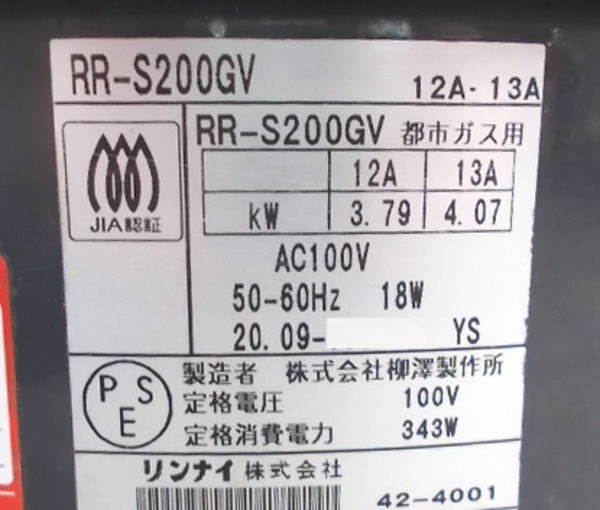 RR-S200GV 12A-13A
RR-S200GV 都市ガス用
12A 13A
kW 3.79 4.07
JIA認証
AC100V
50-60Hz 18W
20.09- YS
製造者 株式会社柳澤製作所
PSE
定格電圧 100V
定格消費電力 343W
リンナイ株式会社
42-4001